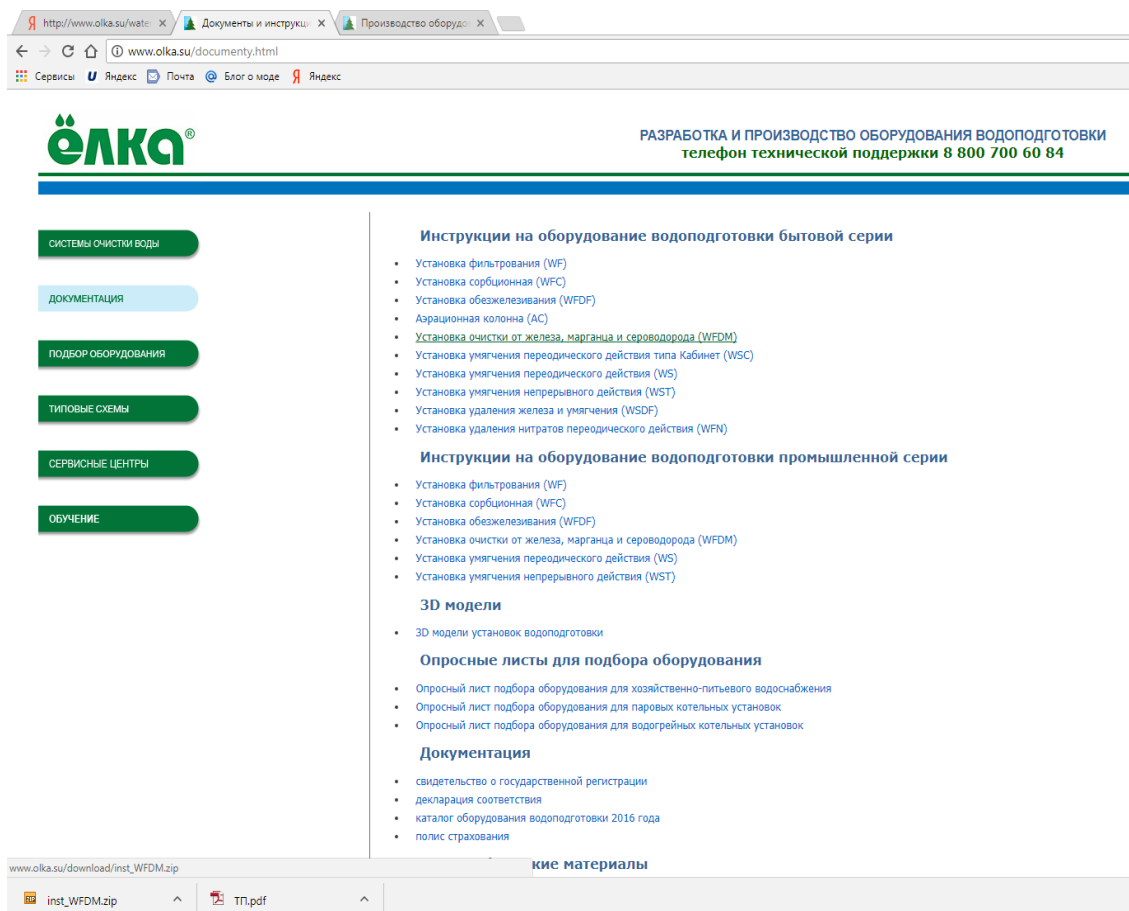 http://www.olka.su/wate
Документы и инструкци
Производство оборудо
www.olka.su/documenty.html
Сервисы Яндекс Почта Блог о моде Яндекс
ёлка®
РАЗРАБОТКА И ПРОИЗВОДСТВО ОБОРУДОВАНИЯ ВОДОПОДГОТОВКИ
телефон технической поддержки 8 800 700 60 84
СИСТЕМЫ ОЧИСТКИ ВОДЫ
ДОКУМЕНТАЦИЯ
ПОДБОР ОБОРУДОВАНИЯ
ТИПОВЫЕ СХЕМЫ
СЕРВИСНЫЕ ЦЕНТРЫ
ОБУЧЕНИЕ
Инструкции на оборудование водоподготовки бытовой серии
Установка фильтрования (WF)
Установка сорбционная (WFC)
Установка обезжелезивания (WFDF)
Аэрационная колонна (AC)
Установка очистки от железа, марганца и сероводорода (WFDM)
Установка умягчения переодического действия типа Кабинет (WSC)
Установка умягчения переодического действия (WS)
Установка умягчения непрерывного действия (WST)
Установка удаления железа и умягчения (WSDF)
Установка удаления нитратов переодического действия (WFN)
Инструкции на оборудование водоподготовки промышленной серии
Установка фильтрования (WF)
Установка сорбционная (WFC)
Установка обезжелезивания (WFDF)
Установка очистки от железа, марганца и сероводорода (WFDM)
Установка умягчения переодического действия (WS)
Установка умягчения непрерывного действия (WST)
3D модели
3D модели установок водоподготовки
Опросные листы для подбора оборудования
Опросный лист подбора оборудования для хозяйственно-питьевого водоснабжения
Опросный лист подбора оборудования для паровых котельных установок
Опросный лист подбора оборудования для водогрейных котельных установок
Документация
свидетельство о государственной регистрации
декларация соответствия
каталог оборудования водоподготовки 2016 года
полис страхования
кие материалы
www.olka.su/download/inst_WFDM.zip
inst_WFDM.zip
ТП.pdf